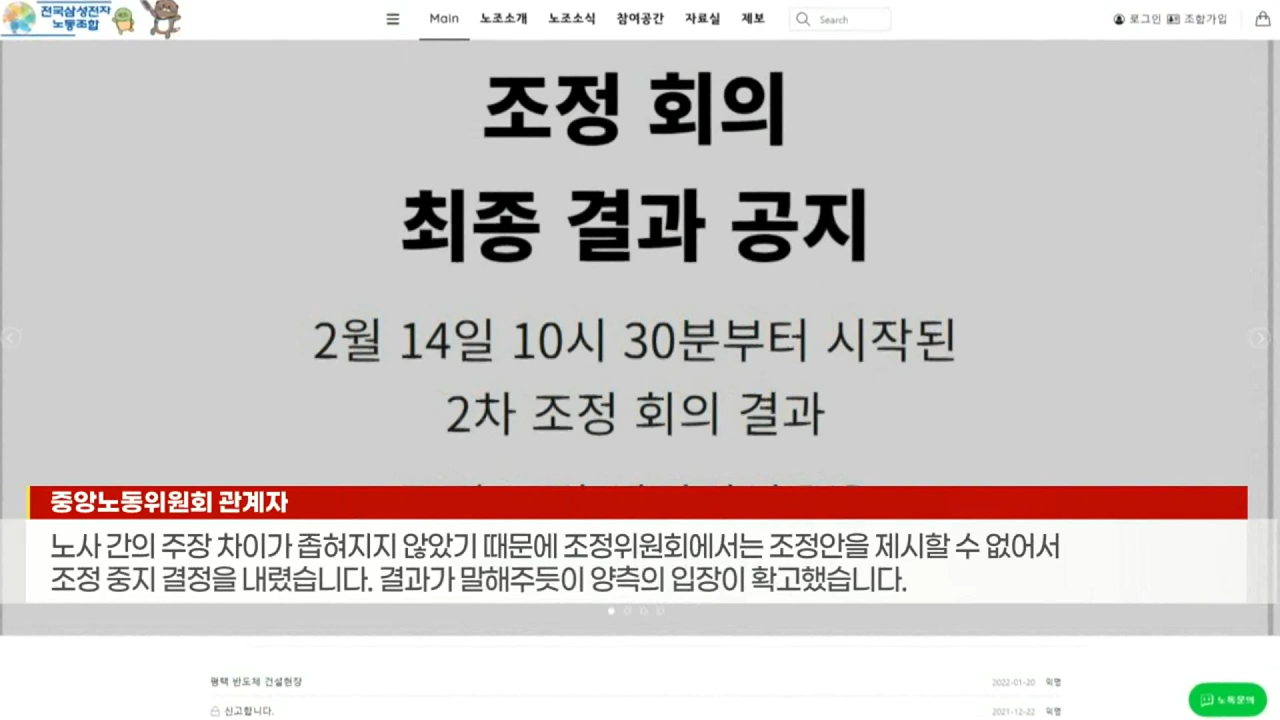 전국삼성전자
노동조합
Main 노조소개 노조소식 참여공간 자료실 제보 Search 로그인 조합가입
조정 회의
최종 결과 공지
2월 14일 10시 30분부터 시작된
2차 조정 회의 결과
중앙노동위원회 관계자
노사 간의 주장 차이가 좁혀지지 않았기 때문에 조정위원회에서는 조정안을 제시할 수 없어서
조정 중지 결정을 내렸습니다. 결과가 말해주듯이 양측의 입장이 확고했습니다.
평택 반도체 건설현장 2022-01-20 익명
신고합니다. 2021-12-22 익명
노톡문의